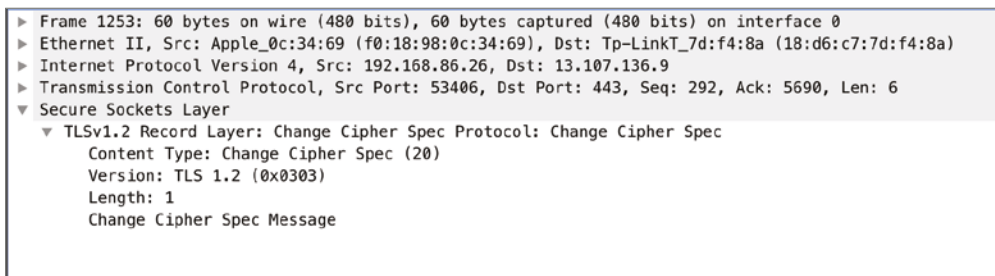 Frame 1253: 60 bytes on wire (480 bits), 60 bytes captured (480 bits) on interface 0
Ethernet II, Src: Apple_0c:34:69 (f0:18:98:0c:34:69), Dst: Tp-LinkT_7d:f4:8a (18:d6:c7:7d:f4:8a)
Internet Protocol Version 4, Src: 192.168.86.26, Dst: 13.107.136.9
Transmission Control Protocol, Src Port: 53406, Dst Port: 443, Seq: 292, Ack: 5690, Len: 6
Secure Sockets Layer
TLSv1.2 Record Layer: Change Cipher Spec Protocol: Change Cipher Spec
Content Type: Change Cipher Spec (20)
Version: TLS 1.2 (0x0303)
Length: 1
Change Cipher Spec Message